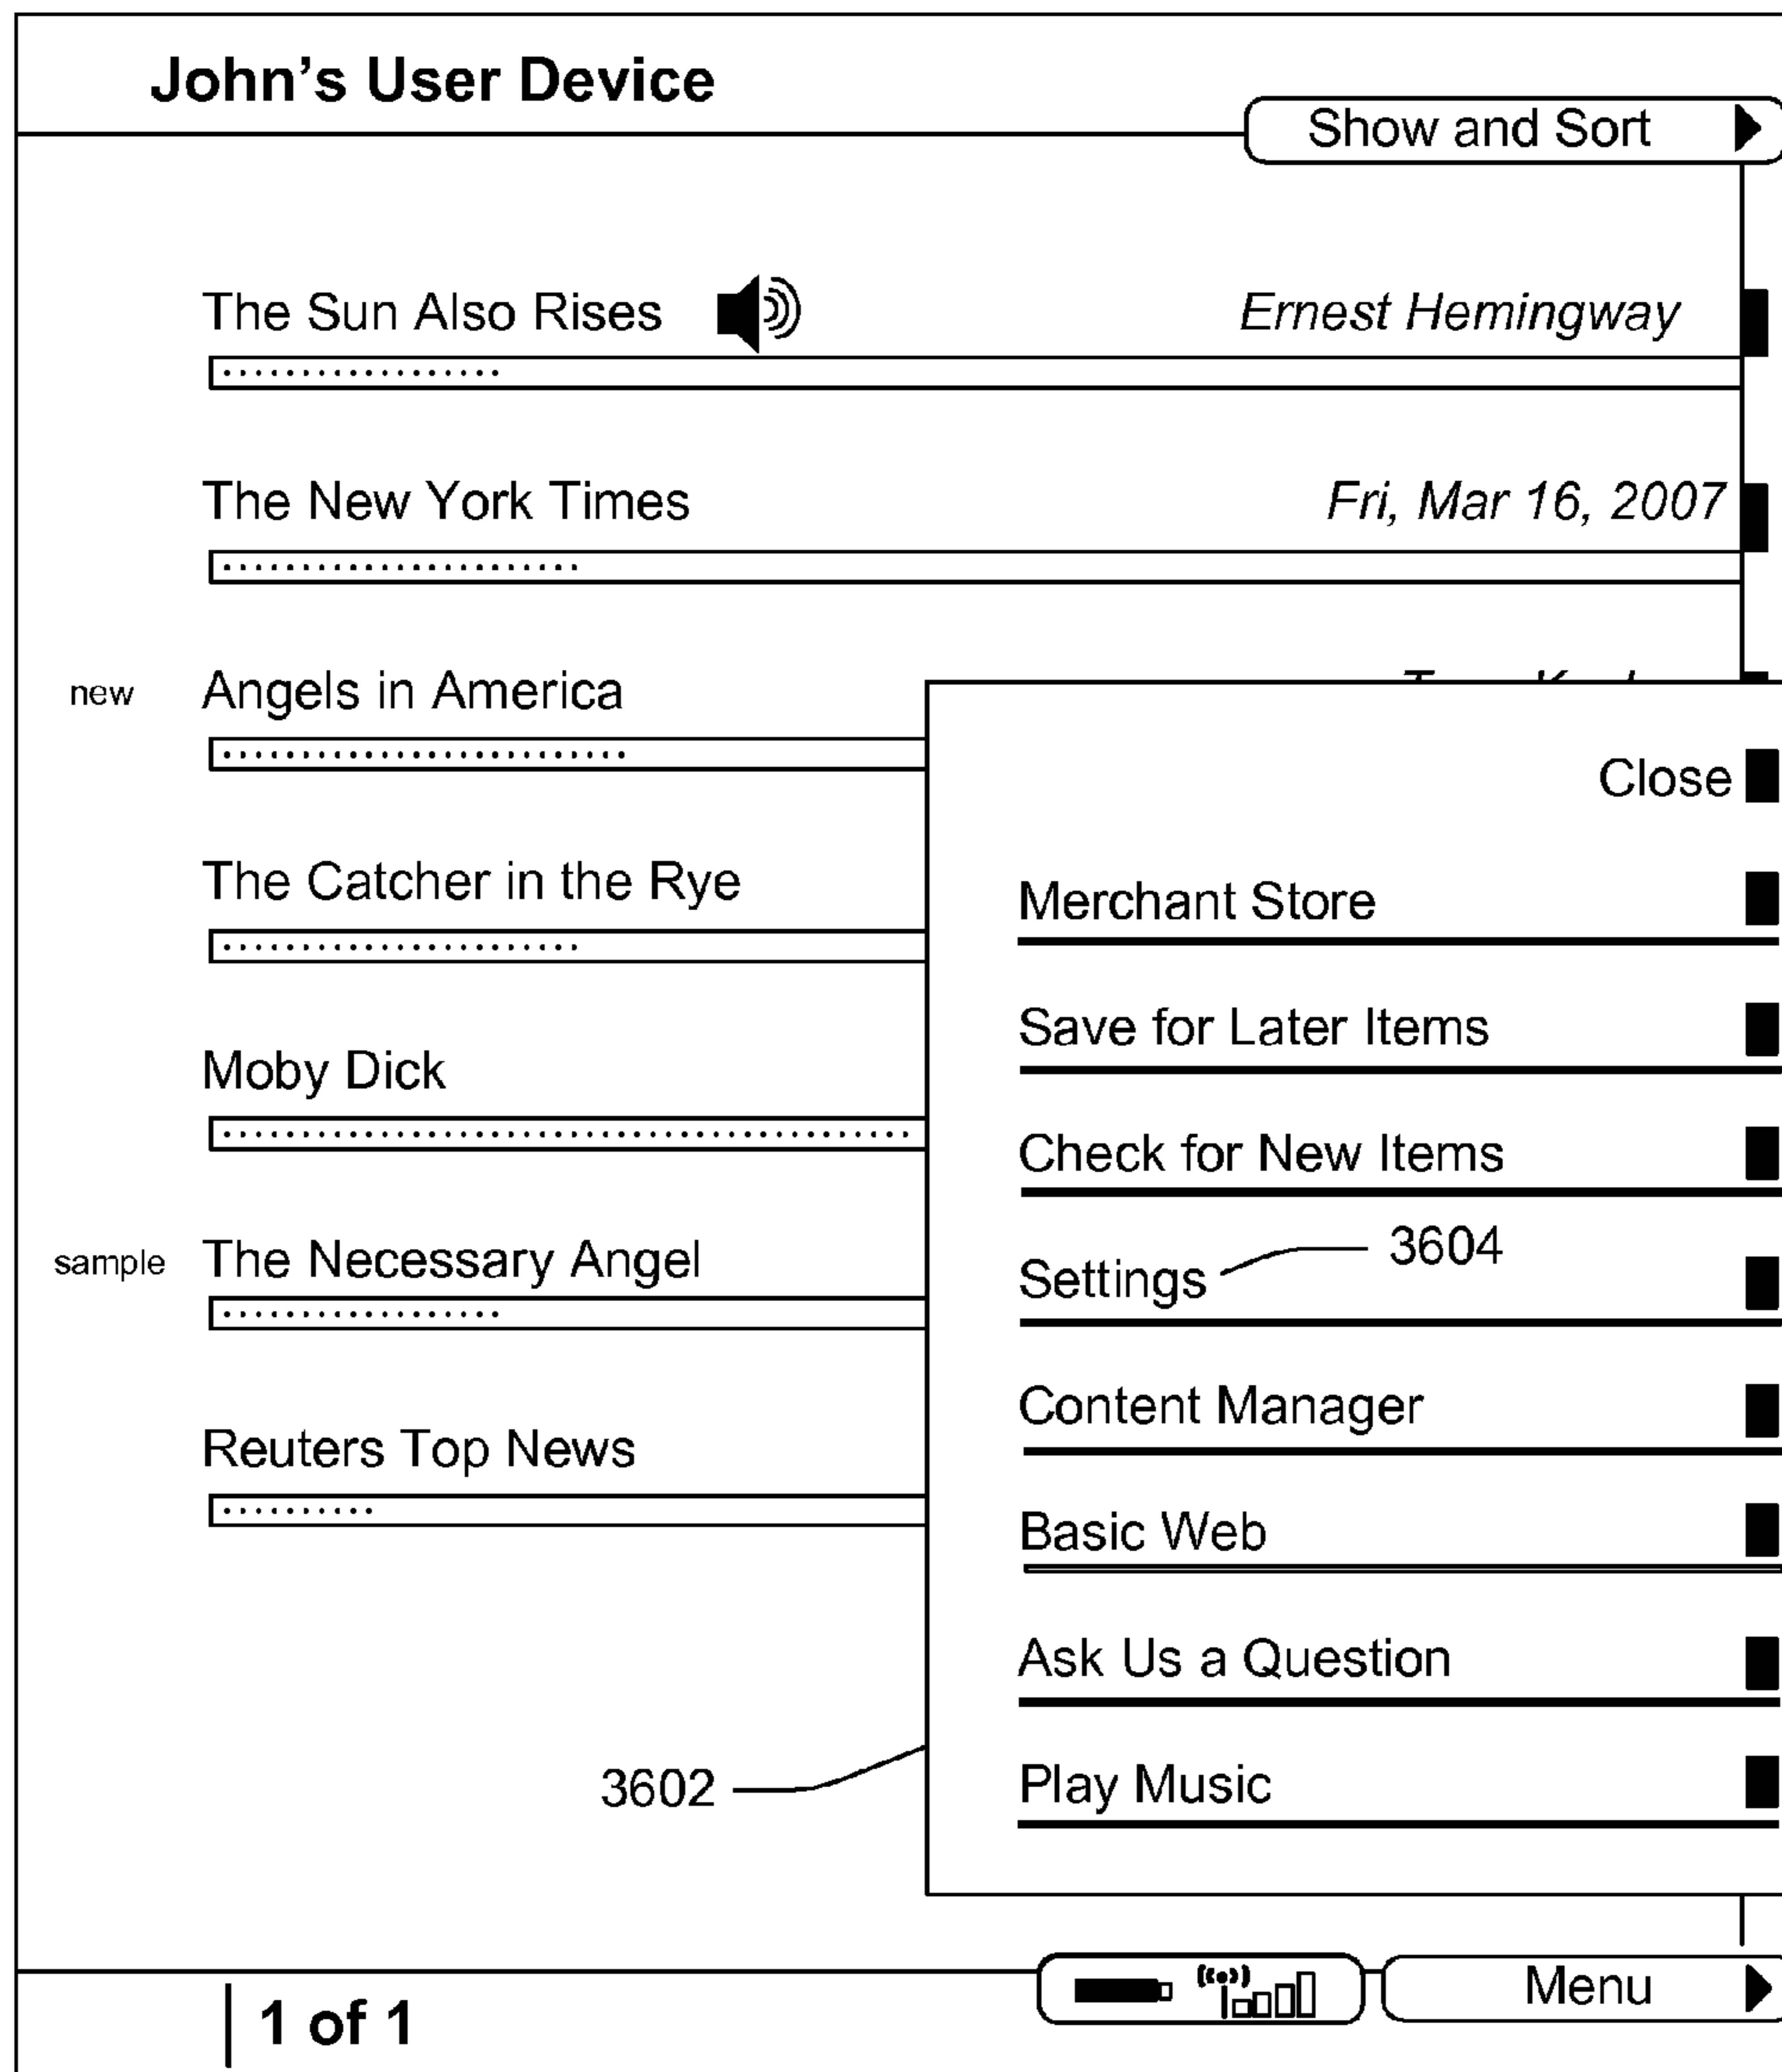 John's User Device
Show and Sort
The Sun Also Rises Ernest Hemingway
The New York Times Fri, Mar 16, 2007
new Angels in America
Close
The Catcher in the Rye
Merchant Store
Save for Later Items
Moby Dick
Check for New Items
sample The Necessary Angel
Settings 3604
Content Manager
Reuters Top News
Basic Web
Ask Us a Question
3602
Play Music
Menu
1 of 1